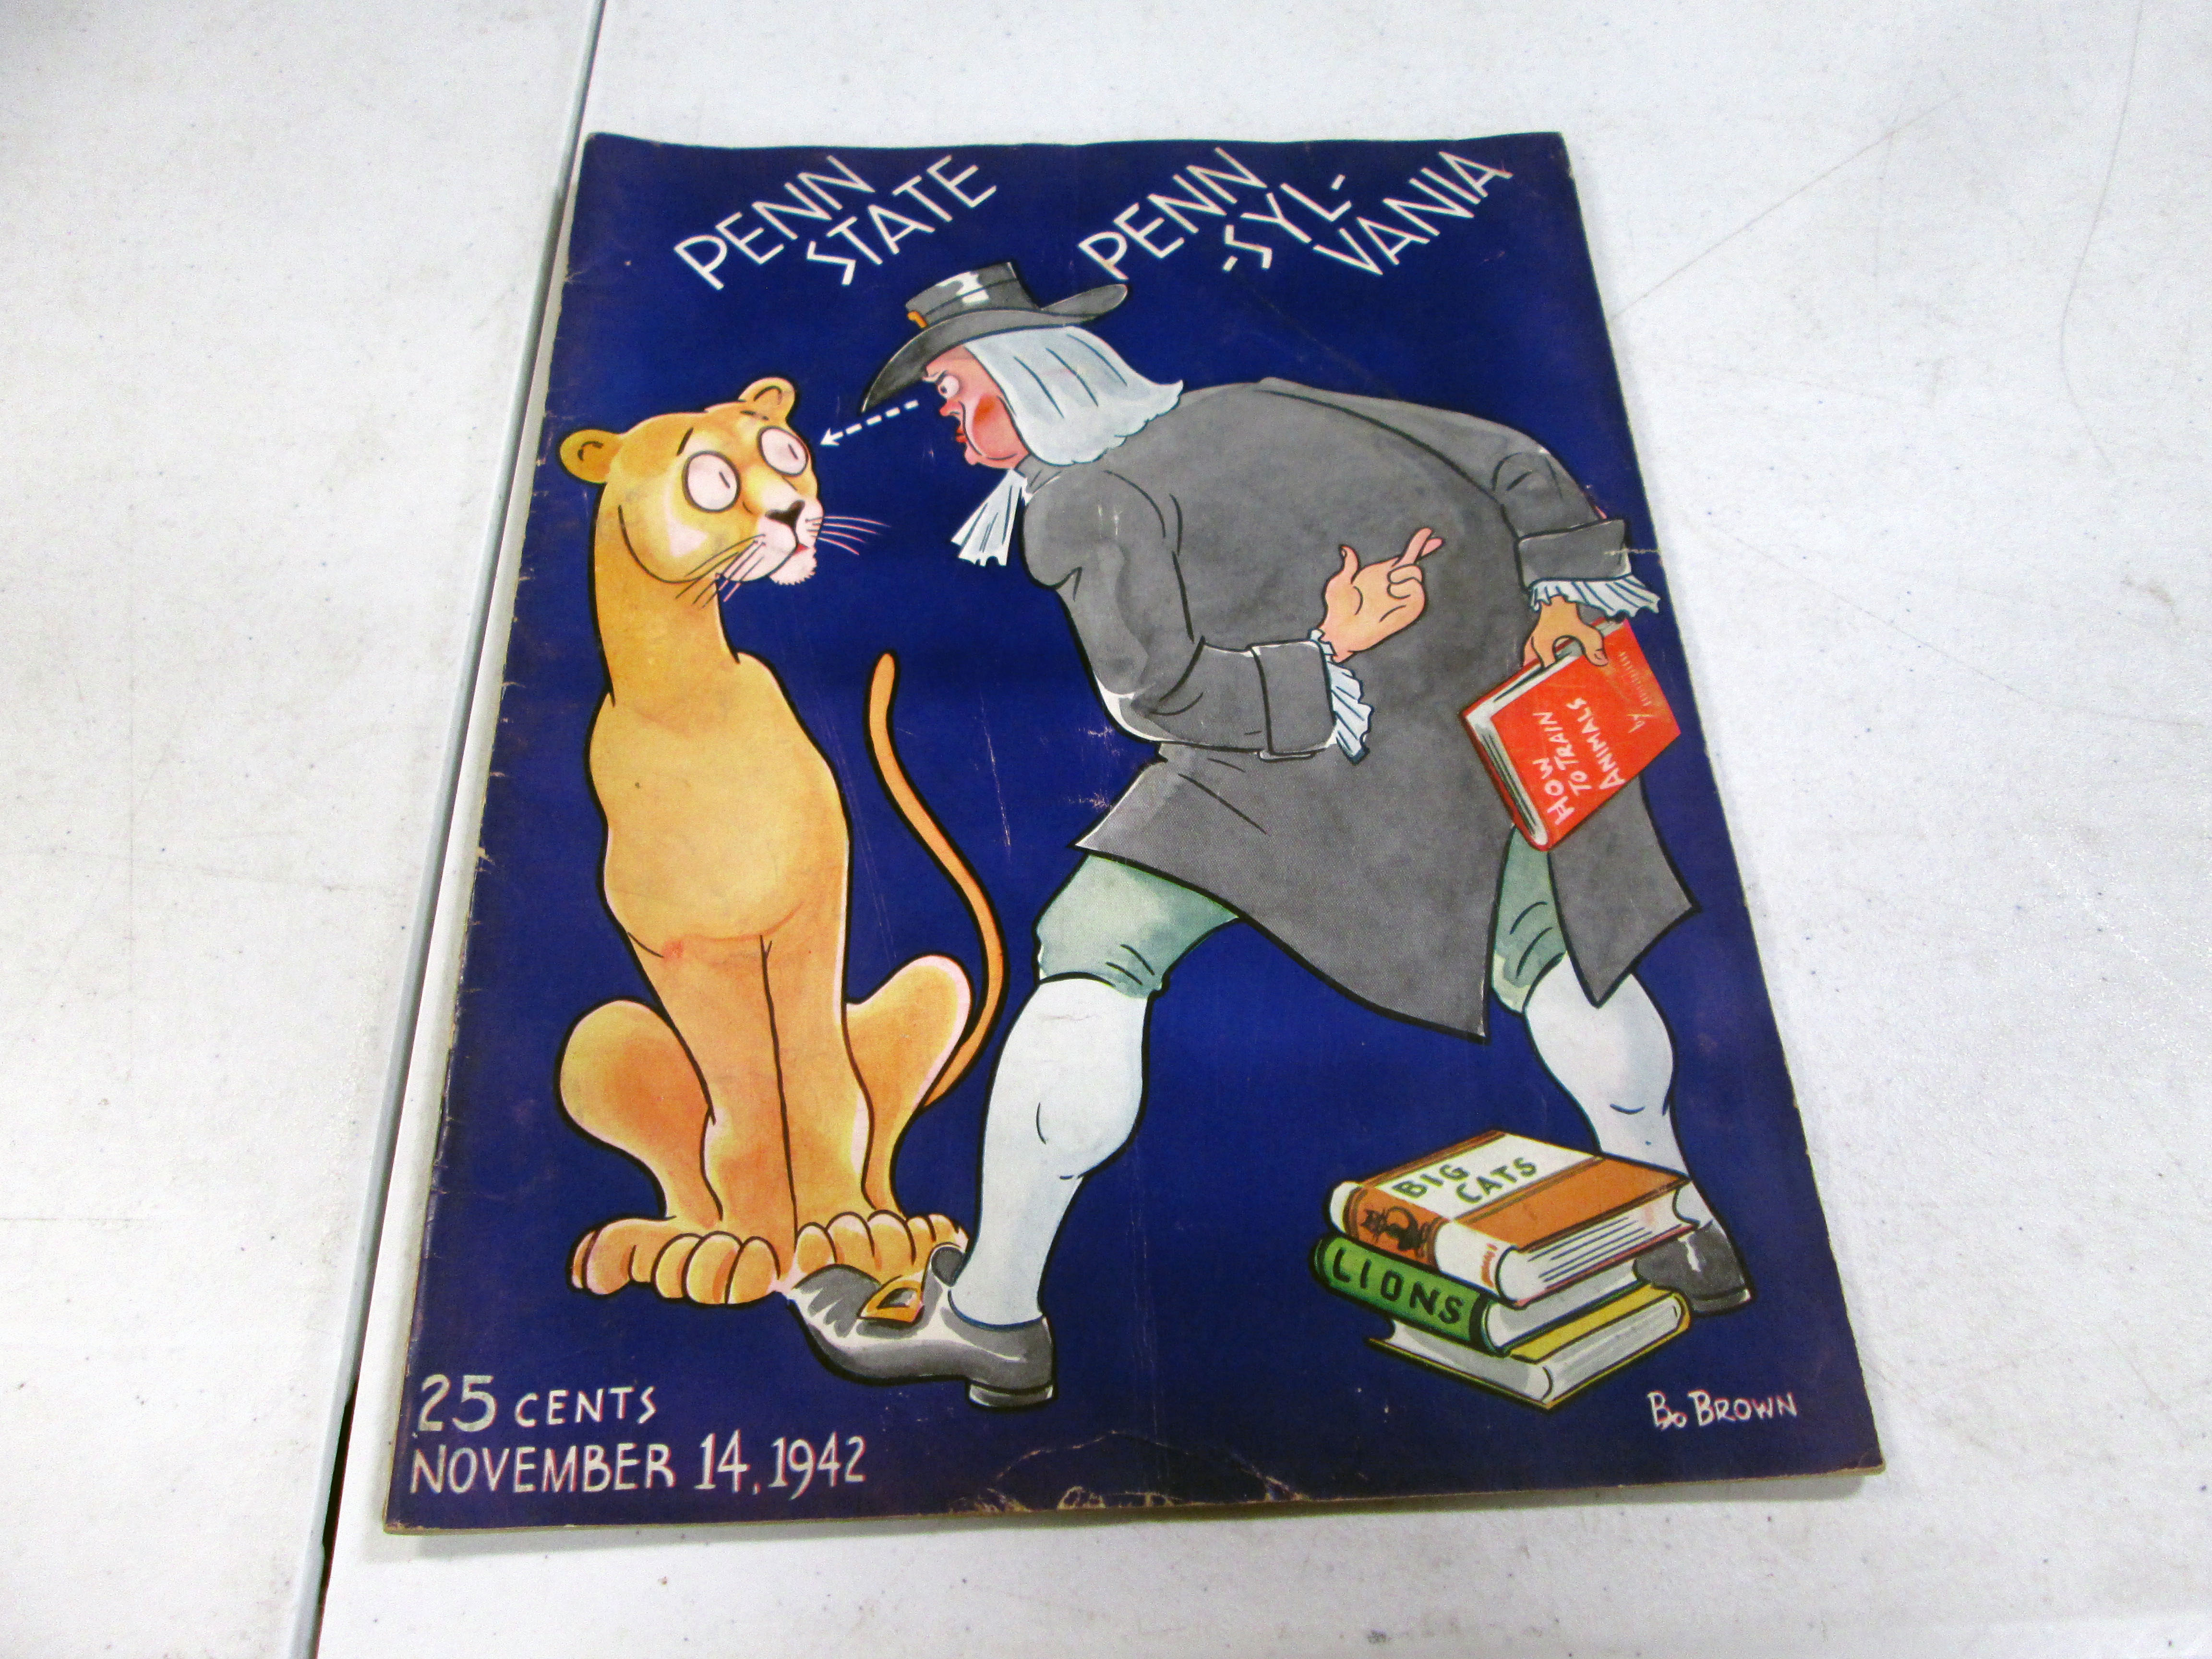 PENN
STATE
PENN
-SYL-
VANIA
HOW
TO TRAIN
ANIMALS
by
BIG
CATS
LIONS
Bo BROWN
25 CENTS
NOVEMBER 14, 1942